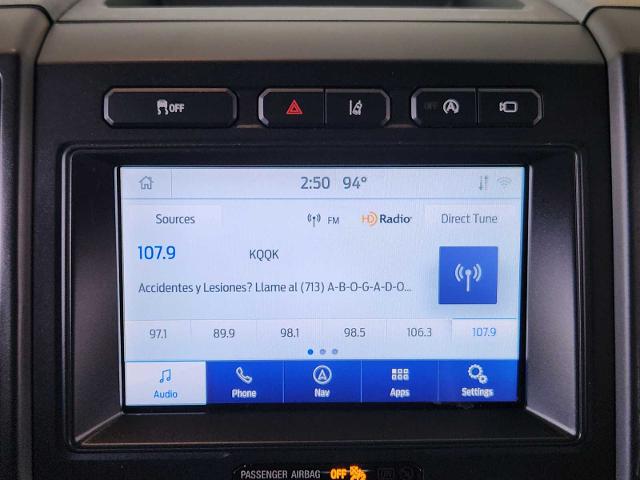 OFF
OFF
2:50 94°
Sources
FM
HD Radio
Direct Tune
107.9 KQQK
Accidentes y Lesiones? Llame al (713) A-B-O-G-A-D-O...
97.1 89.9 98.1 98.5 106.3 107.9
Audio Phone Nav Apps Settings
PASSENGER AIRBAG OFF